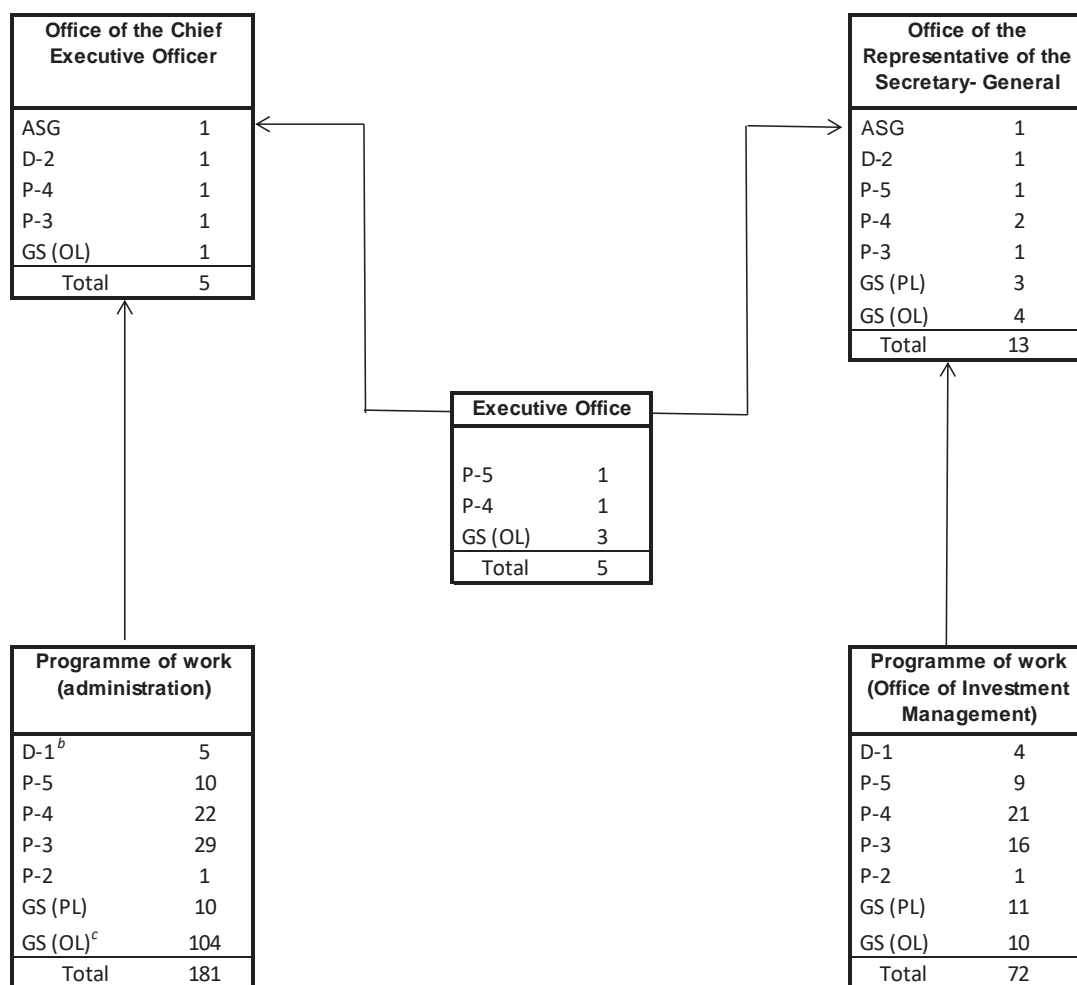 Office of the Chief
Executive Officer
ASG 1
D-2 1
P-4 1
P-3 1
GS (OL) 1
Total 5
Office of the
Representative of the
Secretary- General
ASG 1
D-2 1
P-5 1
P-4 2
P-3 1
GS (PL) 3
GS (OL) 4
Total 13
Executive Office
P-5 1
P-4 1
GS (OL) 3
Total 5
Programme of work
(administration)
D-1 b 5
P-5 10
P-4 22
P-3 29
P-2 1
GS (PL) 10
GS (OL) c 104
Total 181
Programme of work
(Office of Investment
Management)
D-1 4
P-5 9
P-4 21
P-3 16
P-2 1
GS (PL) 11
GS (OL) 10
Total 72